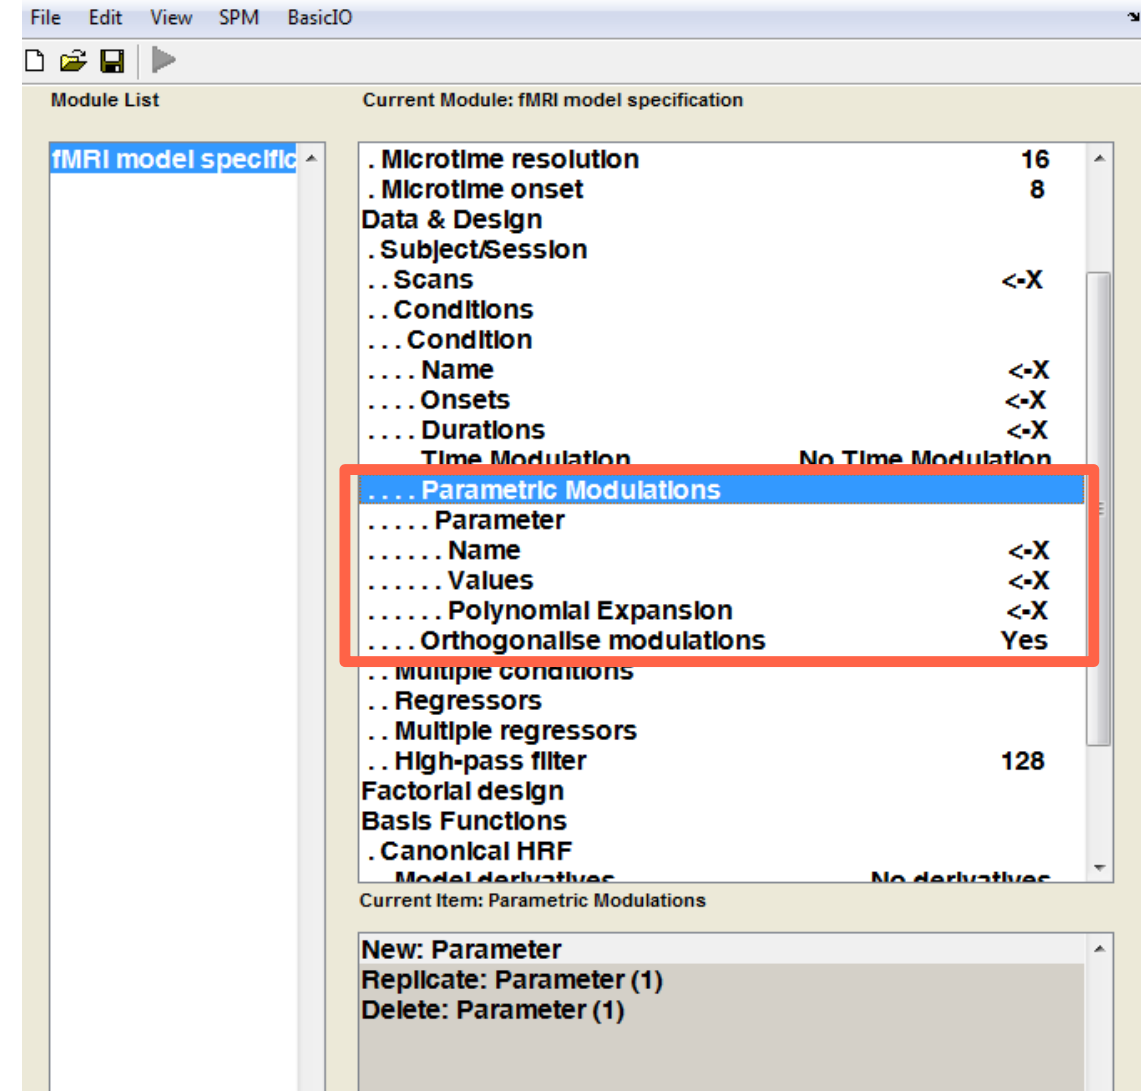 File Edit View SPM BasicIO
Module List
Current Module: fMRI model specification
fMRI model specific
. Microtime resolution 16
. Microtime onset 8
Data & Design
. Subject/Session
. . Scans <-X
. . Conditions
. . . Condition
. . . . Name <-X
. . . . Onsets <-X
. . . . Durations <-X
Time Modulation No Time Modulation
. . . . Parametric Modulations
. . . . . Parameter
. . . . . . Name <-X
. . . . . . Values <-X
. . . . . . Polynomial Expansion <-X
. . . . Orthogonalise modulations Yes
. . Multiple conditions
. . Regressors
. . Multiple regressors
. . High-pass filter 128
Factorial design
Basis Functions
. Canonical HRF
Model derivatives No derivatives
Current Item: Parametric Modulations
New: Parameter
Replicate: Parameter (1)
Delete: Parameter (1)